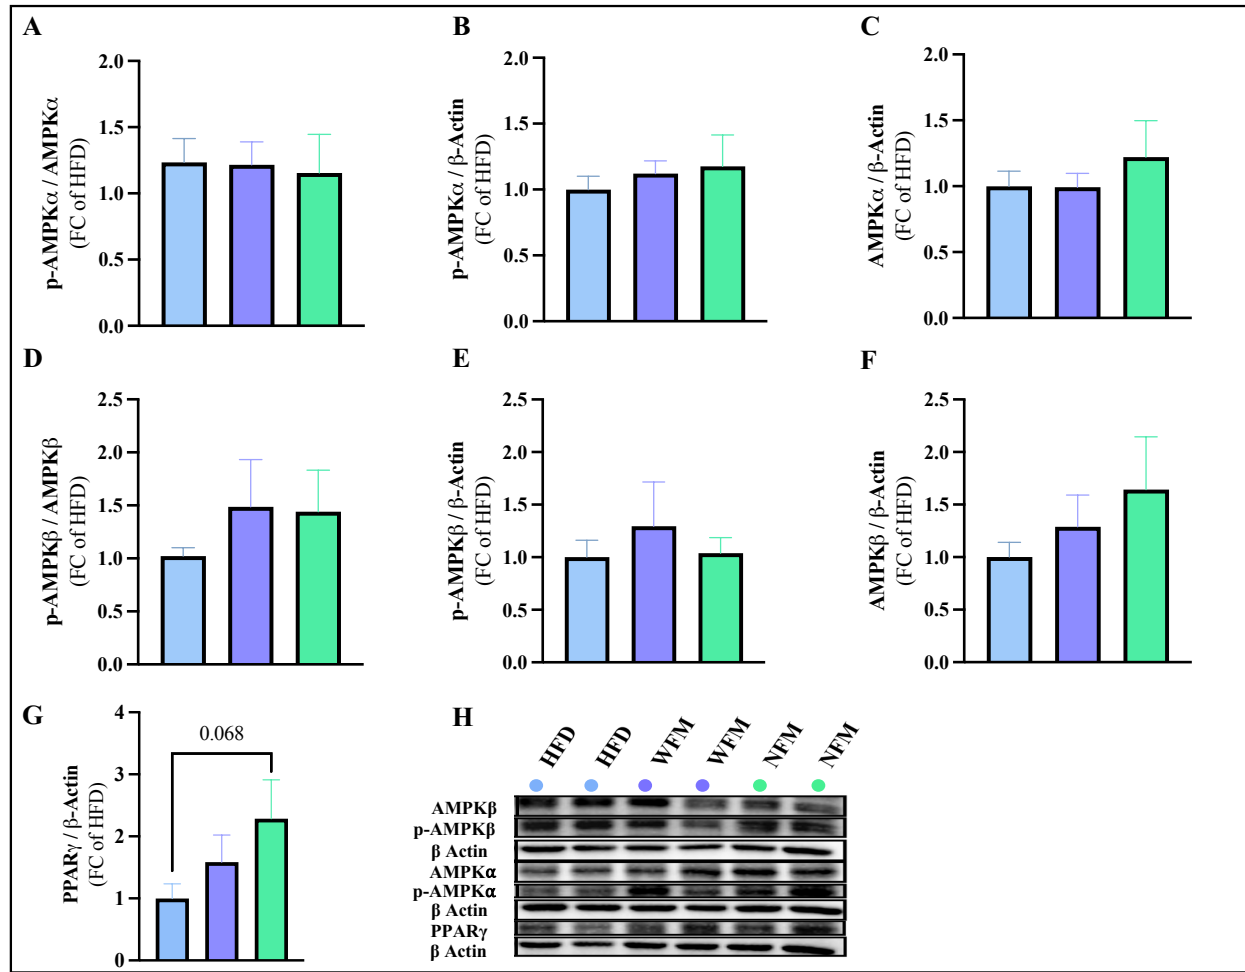 A
p-AMPKα / AMPKα
(FC of HFD)
2.0
1.5
1.0
0.5
0.0
B
p-AMPKα / β-Actin
(FC of HFD)
2.0
1.5
1.0
0.5
0.0
C
AMPKα / β-Actin
(FC of HFD)
2.0
1.5
1.0
0.5
0.0
D
p-AMPKβ / AMPKβ
(FC of HFD)
2.5
2.0
1.5
1.0
0.5
0.0
E
p-AMPKβ / β-Actin
(FC of HFD)
2.5
2.0
1.5
1.0
0.5
0.0
F
AMPKβ / β-Actin
(FC of HFD)
2.5
2.0
1.5
1.0
0.5
0.0
G
PPARγ / β-Actin
(FC of HFD)
4
3
2
1
0
0.068
H
HFD HFD WFM WFM NFM NFM
AMPKβ
p-AMPKβ
β Actin
AMPKα
p-AMPKα
β Actin
PPARγ
β Actin